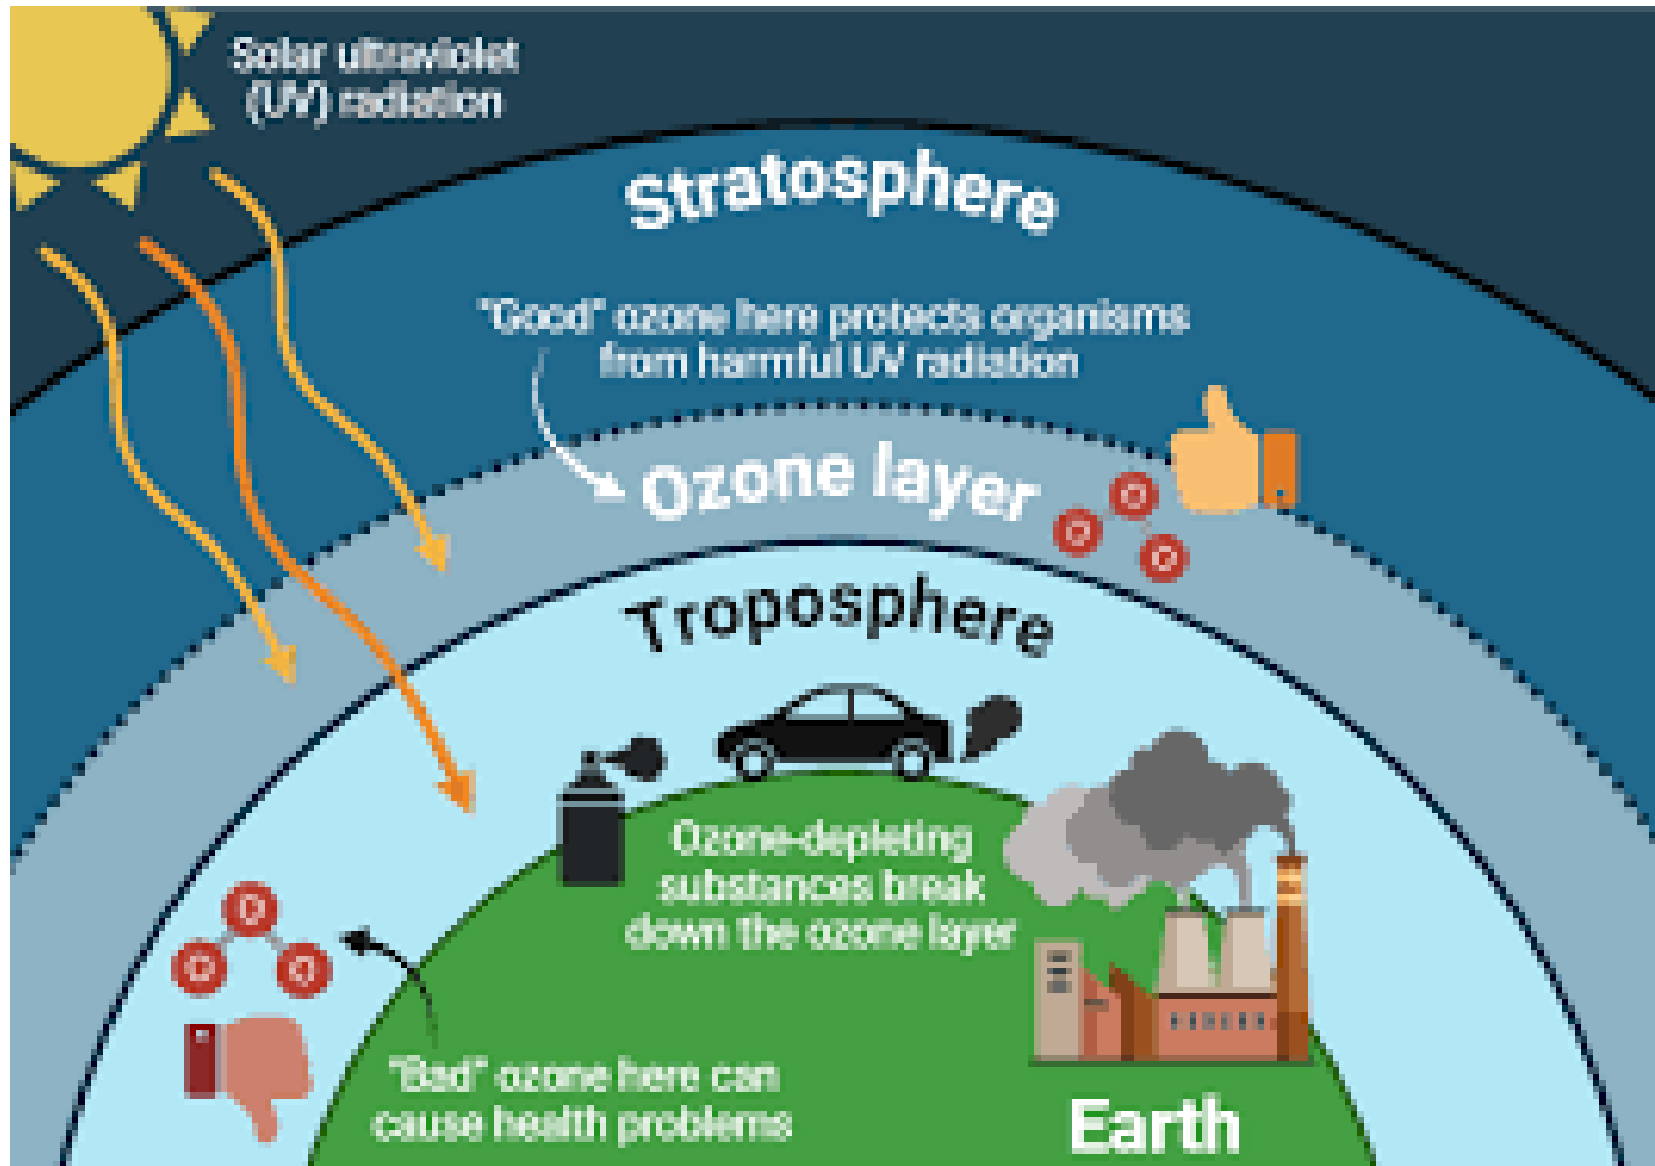 Solar ultraviolet
(UV) radiation
Stratosphere
"Good" ozone here protects organisms
from harmful UV radiation
Ozone layer
O
O
O
Troposphere
Ozone-depleting
substances break
down the ozone layer
O
O
O
"Bad" ozone here can
cause health problems
Earth